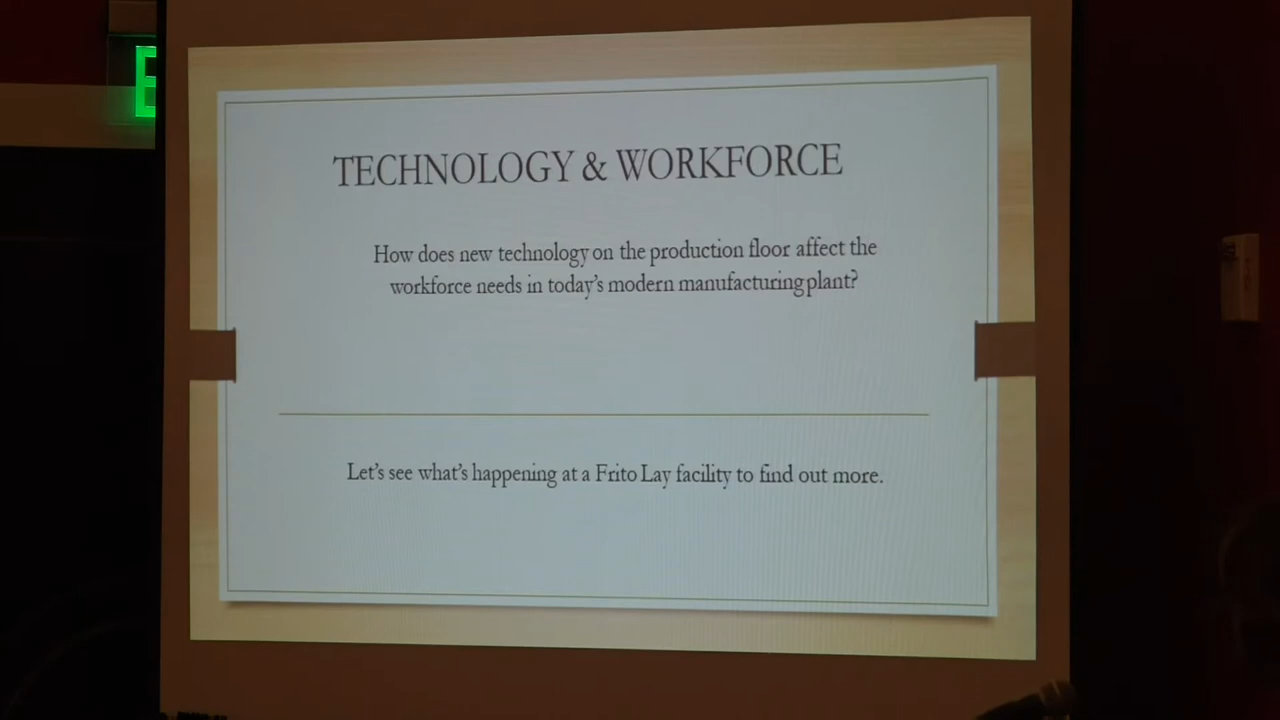 TECHNOLOGY & WORKFORCE
How does new technology on the production floor affect the
workforce needs in today's modern manufacturing plant?
Let's see what's happening at a Frito Lay facility to find out more.
E